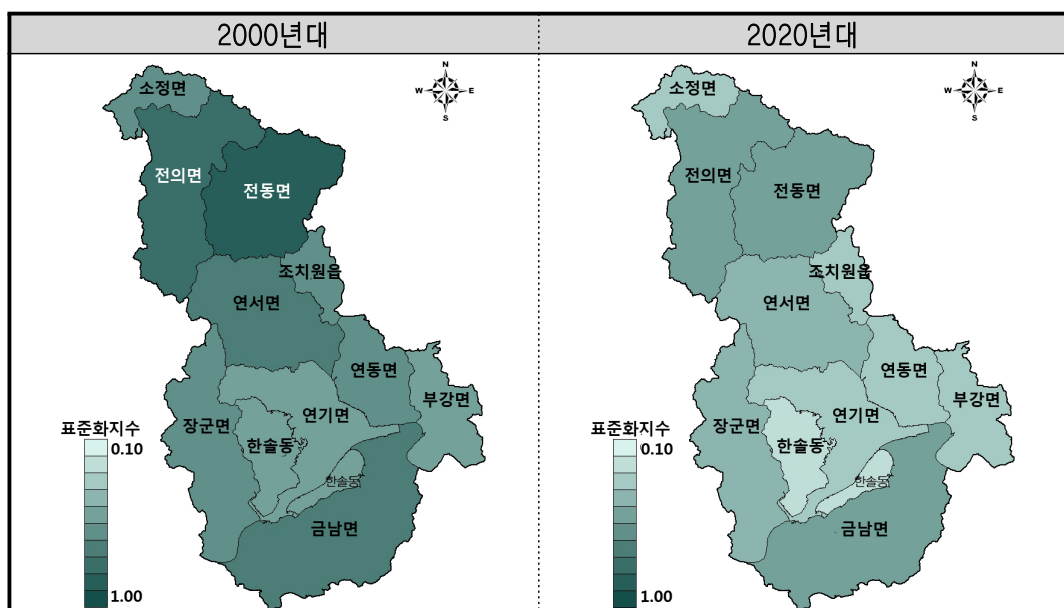 2000년대
N
W E
S
소정면
전의면
전동면
조치원읍
연서면
연동면
부강면
연기면
장군면
한솔동
한솔동
금남면
표준화지수
0.10
1.00
2020년대
N
W E
S
소정면
전의면
전동면
조치원읍
연서면
연동면
부강면
연기면
장군면
한솔동
한솔동
금남면
표준화지수
0.10
1.00